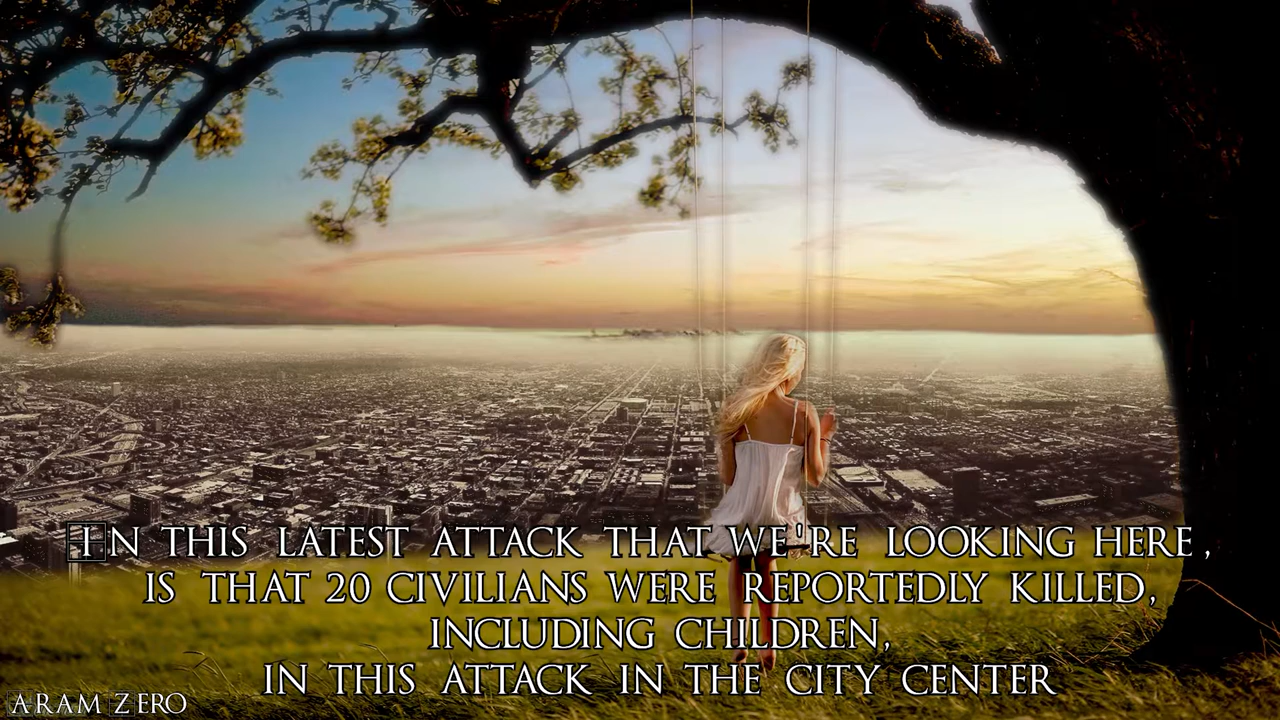 IN THIS LATEST ATTACK THAT WE'RE LOOKING HERE,
IS THAT 20 CIVILIANS WERE REPORTEDLY KILLED,
INCLUDING CHILDREN,
IN THIS ATTACK IN THE CITY CENTER
ARAM ZERO